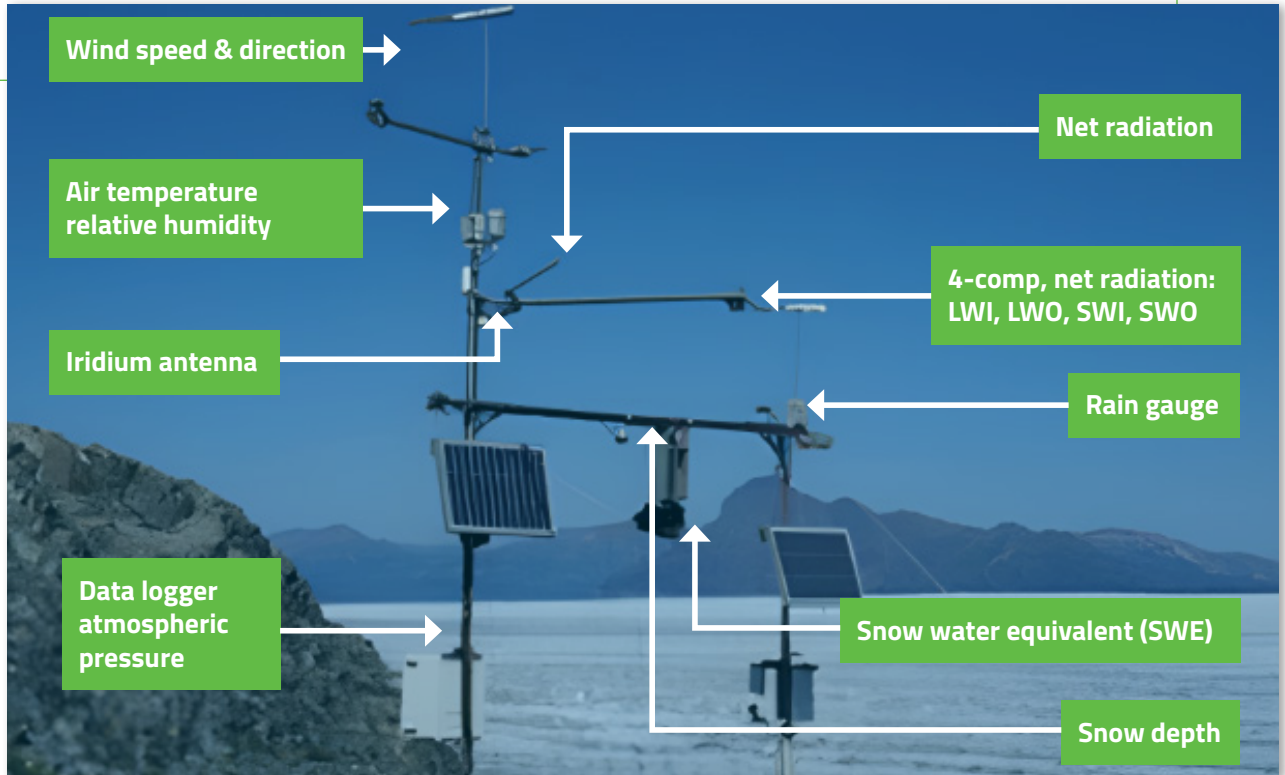 Wind speed & direction
Net radiation
Air temperature
relative humidity
4-comp, net radiation:
LWI, LWO, SWI, SWO
Iridium antenna
Rain gauge
Data logger
atmospheric
pressure
Snow water equivalent (SWE)
Snow depth